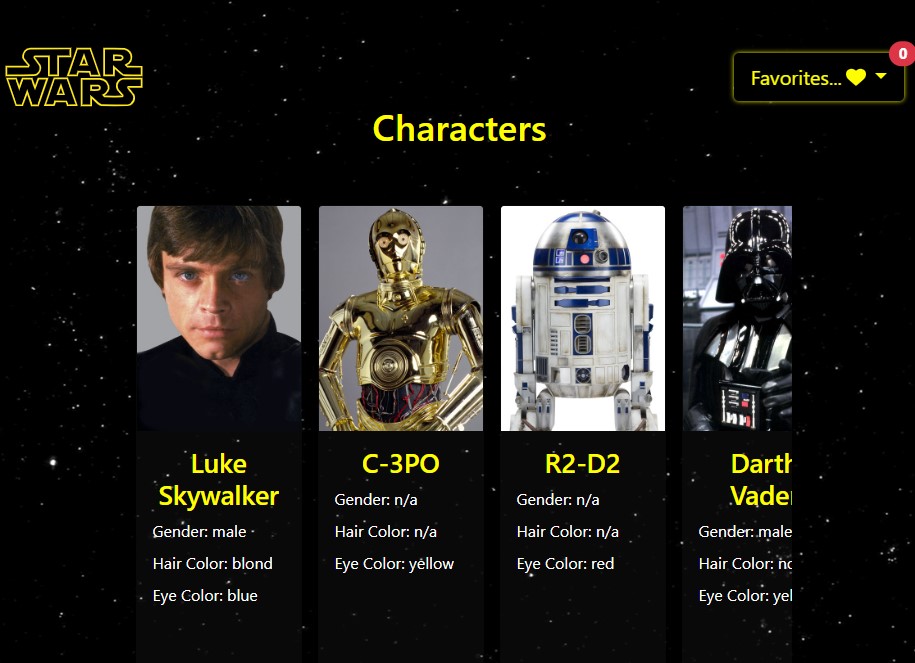 STAR
WARS
Favorites...
0
Characters
Luke
Skywalker
Gender: male
Hair Color: blond
Eye Color: blue
C-3PO
Gender: n/a
Hair Color: n/a
Eye Color: yellow
R2-D2
Gender: n/a
Hair Color: n/a
Eye Color: red
Darth
Vader
Gender: male
Hair Color:
Eye Color: